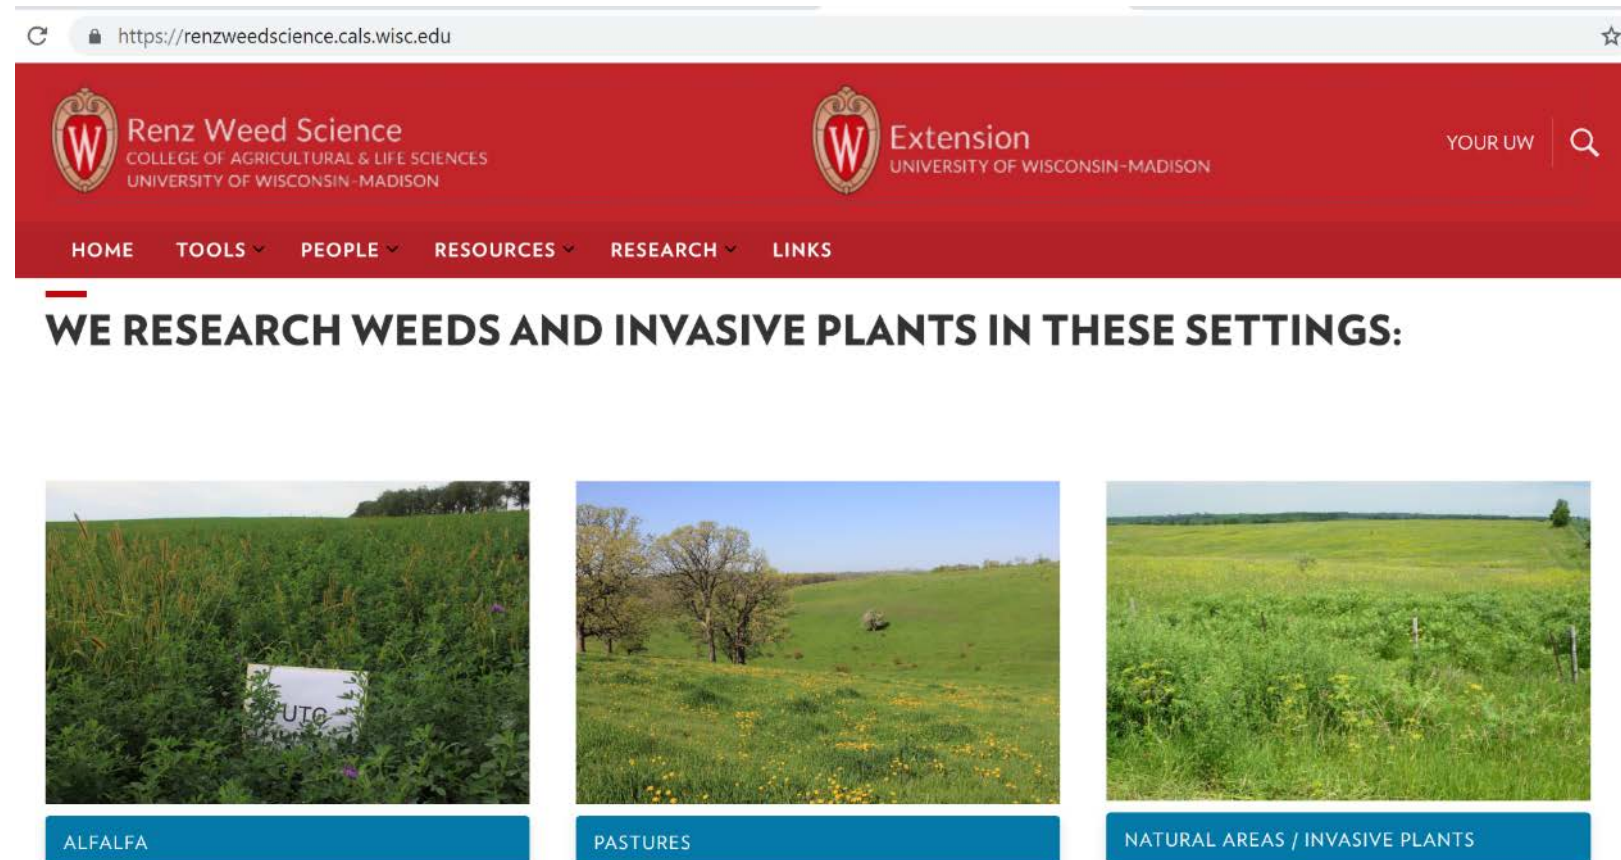 https://renzweedscience.cals.wisc.edu
W
Renz Weed Science
COLLEGE OF AGRICULTURAL & LIFE SCIENCES
UNIVERSITY OF WISCONSIN-MADISON
W
Extension
UNIVERSITY OF WISCONSIN-MADISON
YOUR UW
HOME TOOLS PEOPLE RESOURCES RESEARCH LINKS
WE RESEARCH WEEDS AND INVASIVE PLANTS IN THESE SETTINGS:
UTC
ALFALFA
PASTURES
NATURAL AREAS / INVASIVE PLANTS